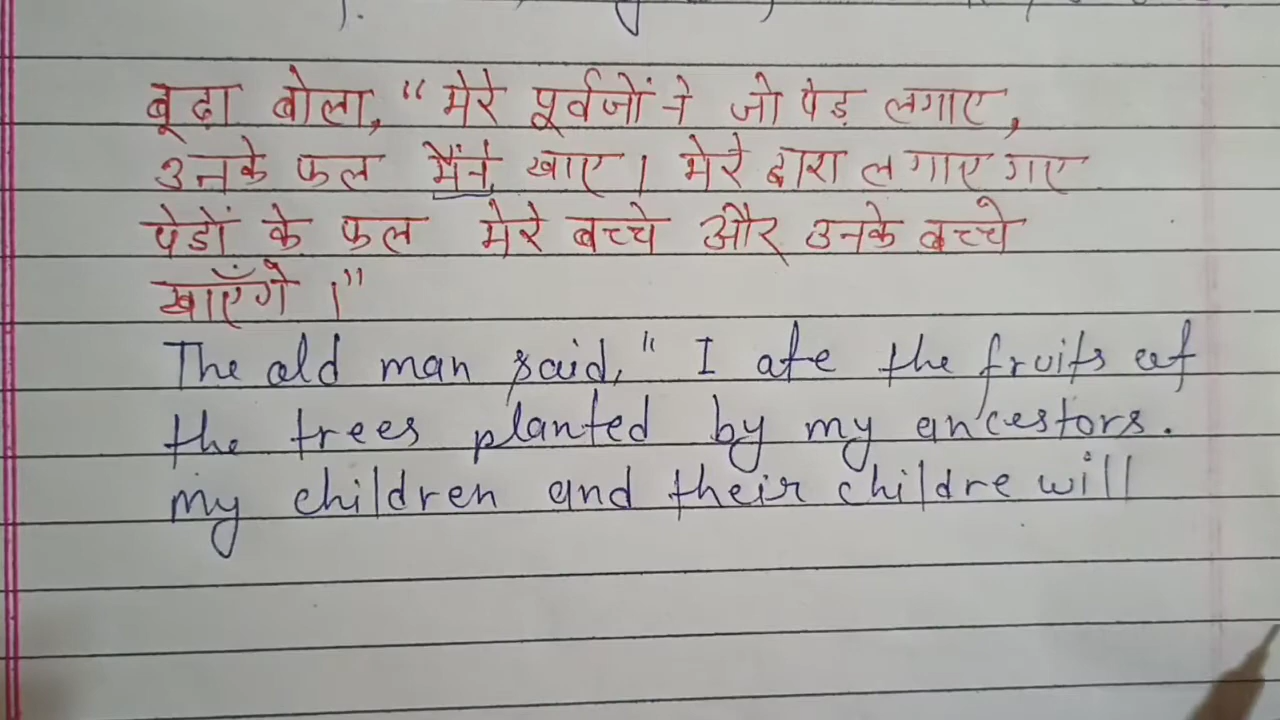 बूढ़ा बोला, “मेरे पूर्वजों ने जो पेड़ लगाए,
उनके फल मैंने खाए। मेरे द्वारा लगाए गए
पेडों के फल मेरे बच्चे और उनके बच्चे
खाएँगे।”
The old man said, “ I ate the fruits of
the trees planted by my ancestors.
my children and their childre will